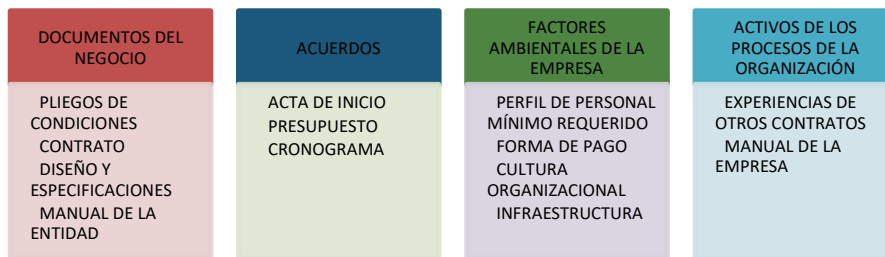 DOCUMENTOS DEL
NEGOCIO
PLIEGOS DE
CONDICIONES
CONTRATO
DISEÑO Y
ESPECIFICACIONES
MANUAL DE LA
ENTIDAD
ACUERDOS
ACTA DE INICIO
PRESUPUESTO
CRONOGRAMA
FACTORES
AMBIENTALES DE LA
EMPRESA
PERFIL DE PERSONAL
MÍNIMO REQUERIDO
FORMA DE PAGO
CULTURA
ORGANIZACIONAL
INFRAESTRUCTURA
ACTIVOS DE LOS
PROCESOS DE LA
ORGANIZACIÓN
EXPERIENCIAS DE
OTROS CONTRATOS
MANUAL DE LA
EMPRESA